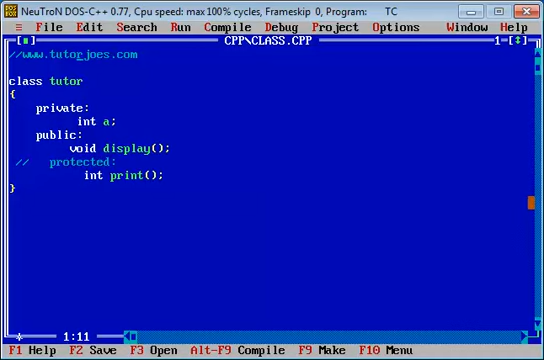 NeuTroN DOS-C++ 0.77, Cpu speed: max 100% cycles, Frameskip 0, Program: TC
≡ File Edit Search Run Compile Debug Project Options Window Help
[■] CPP\CLASS.CPP 1=[↕]
//www.tutorjoes.com
class tutor
{
private:
int a;
public:
void display();
// protected:
int print();
}
* 1:11
F1 Help F2 Save F3 Open Alt-F9 Compile F9 Make F10 Menu